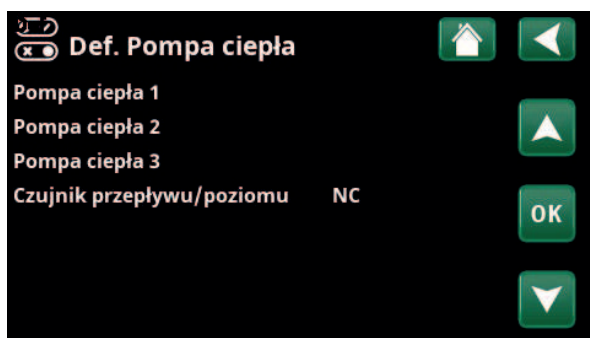 Def. Pompa ciepła
Pompa ciepła 1
Pompa ciepła 2
Pompa ciepła 3
Czujnik przepływu/poziomu NC
OK